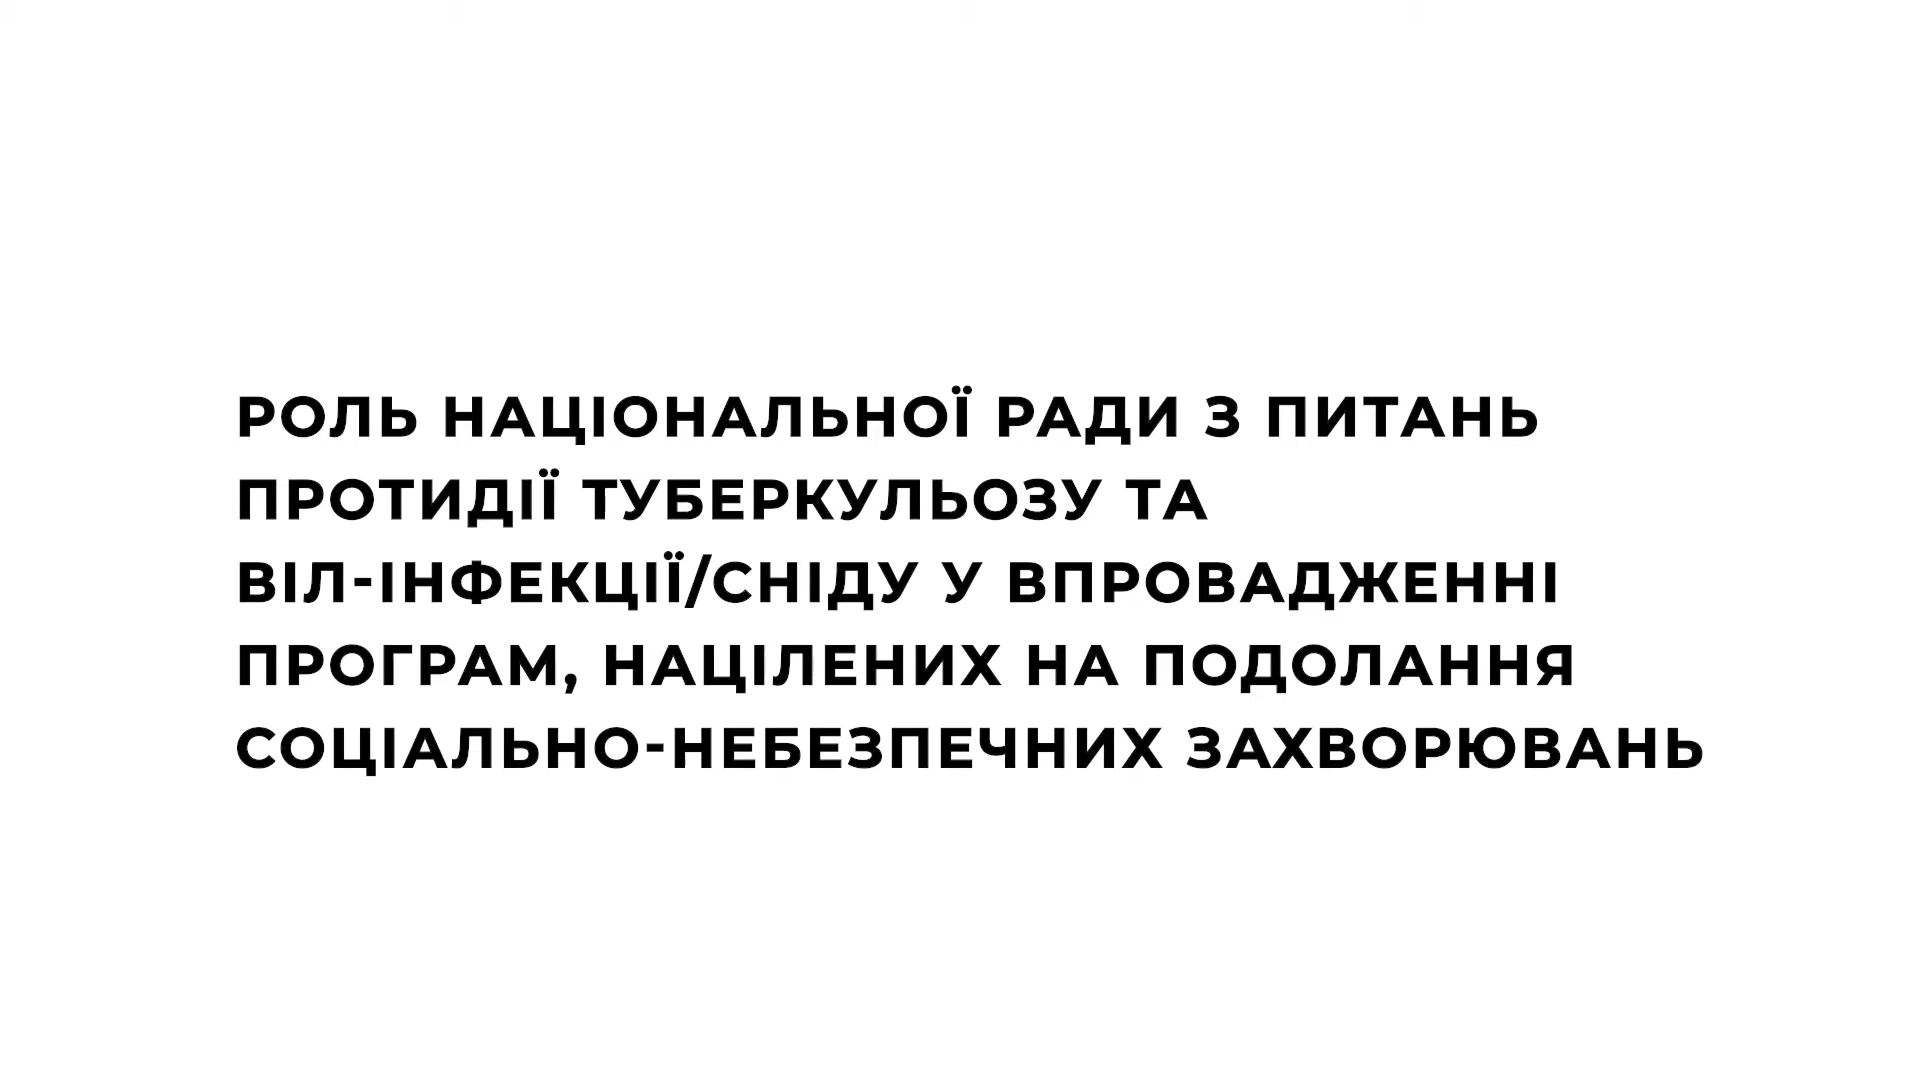 РОЛЬ НАЦІОНАЛЬНОЇ РАДИ З ПИТАНЬ
ПРОТИДІЇ ТУБЕРКУЛЬОЗУ ТА
ВІЛ-ІНФЕКЦІЇ/СНІДУ У ВПРОВАДЖЕННІ
ПРОГРАМ, НАЦІЛЕНИХ НА ПОДОЛАННЯ
СОЦІАЛЬНО-НЕБЕЗПЕЧНИХ ЗАХВОРЮВАНЬ